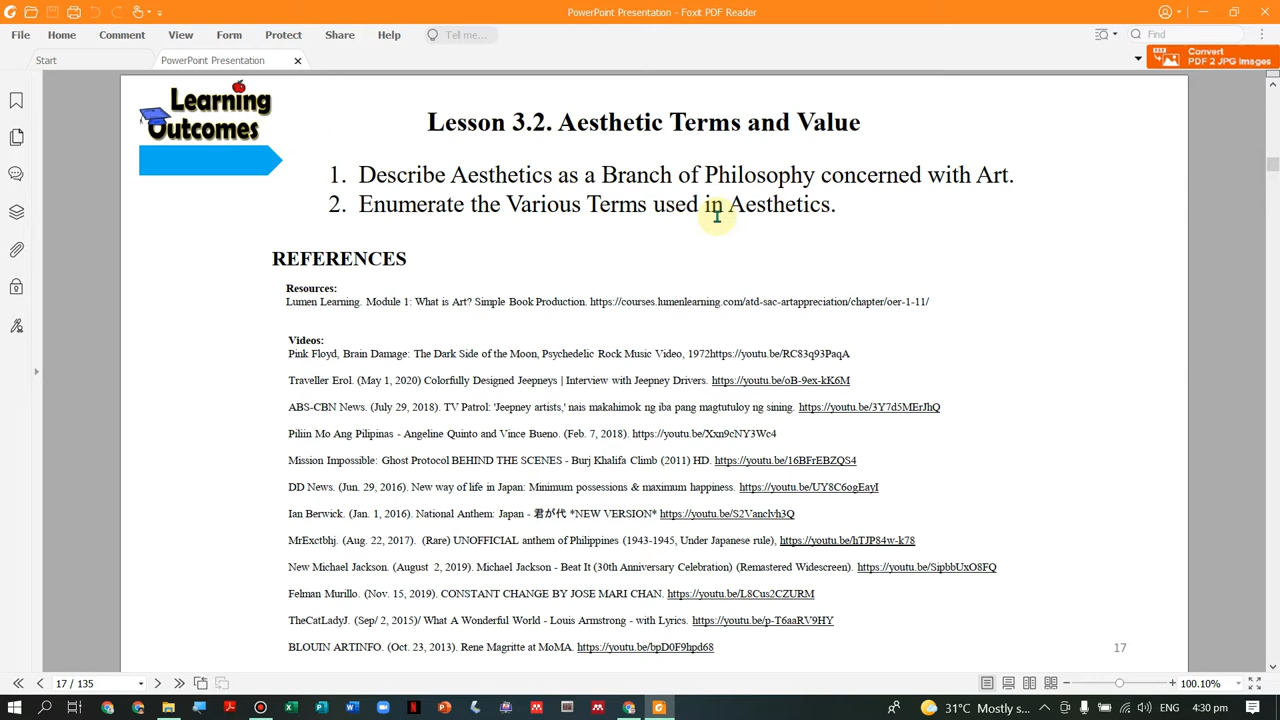 PowerPoint Presentation - Foxit PDF Reader
File Home Comment View Form Protect Share Help Tell me... Find
Start PowerPoint Presentation
Convert
PDF 2 JPG Images
Learning
Outcomes
Lesson 3.2. Aesthetic Terms and Value
1. Describe Aesthetics as a Branch of Philosophy concerned with Art.
2. Enumerate the Various Terms used in Aesthetics.
REFERENCES
Resources:
Lumen Learning. Module 1: What is Art? Simple Book Production. https://courses.lumenlearning.com/atd-sac-artappreciation/chapter/oer-1-11/
Videos:
Pink Floyd, Brain Damage: The Dark Side of the Moon, Psychedelic Rock Music Video, 1972https://youtu.be/RC83q93PaqA
Traveller Erol. (May 1, 2020) Colorfully Designed Jeepneys | Interview with Jeepney Drivers. https://youtu.be/oB-9ex-kK6M
ABS-CBN News. (July 29, 2018). TV Patrol: 'Jeepney artists,' nais makahimok ng iba pang magtutuloy ng sining. https://youtu.be/3Y7d5MErJhQ
Piliin Mo Ang Pilipinas - Angeline Quinto and Vince Bueno. (Feb. 7, 2018). https://youtu.be/Xxn9cNY3Wc4
Mission Impossible: Ghost Protocol BEHIND THE SCENES - Burj Khalifa Climb (2011) HD. https://youtu.be/16BFrEBZQS4
DD News. (Jun. 29, 2016). New way of life in Japan: Minimum possessions & maximum happiness. https://youtu.be/UY8C6ogEayI
Ian Berwick. (Jan. 1, 2016). National Anthem: Japan - 君が代 *NEW VERSION* https://youtu.be/S2Vanclvh3Q
MrExctbhj. (Aug. 22, 2017). (Rare) UNOFFICIAL anthem of Philippines (1943-1945, Under Japanese rule), https://youtu.be/hTJP84w-k78
New Michael Jackson. (August 2, 2019). Michael Jackson - Beat It (30th Anniversary Celebration) (Remastered Widescreen). https://youtu.be/SipbbUxO8FQ
Felman Murillo. (Nov. 15, 2019). CONSTANT CHANGE BY JOSE MARI CHAN. https://youtu.be/L8Cus2CZURM
TheCatLadyJ. (Sep/ 2, 2015)/ What A Wonderful World - Louis Armstrong - with Lyrics. https://youtu.be/p-T6aaRV9HY
BLOUIN ARTINFO. (Oct. 23, 2013). Rene Magritte at MoMA. https://youtu.be/bpD0F9hpd68
17
17 / 135 100.10%
31°C Mostly s... 4:30 pm